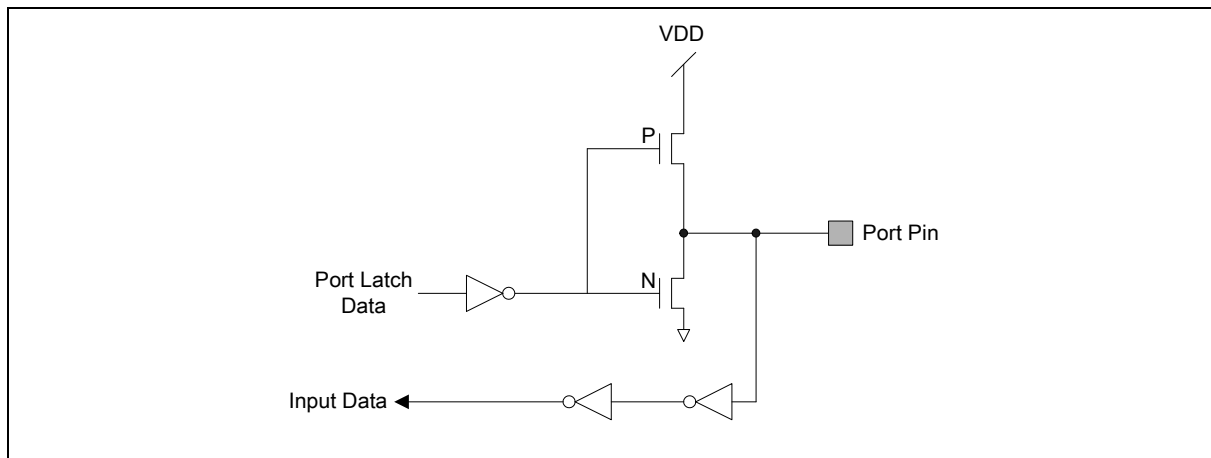 VDD
P
Port Pin
N
Port Latch
Data
Input Data